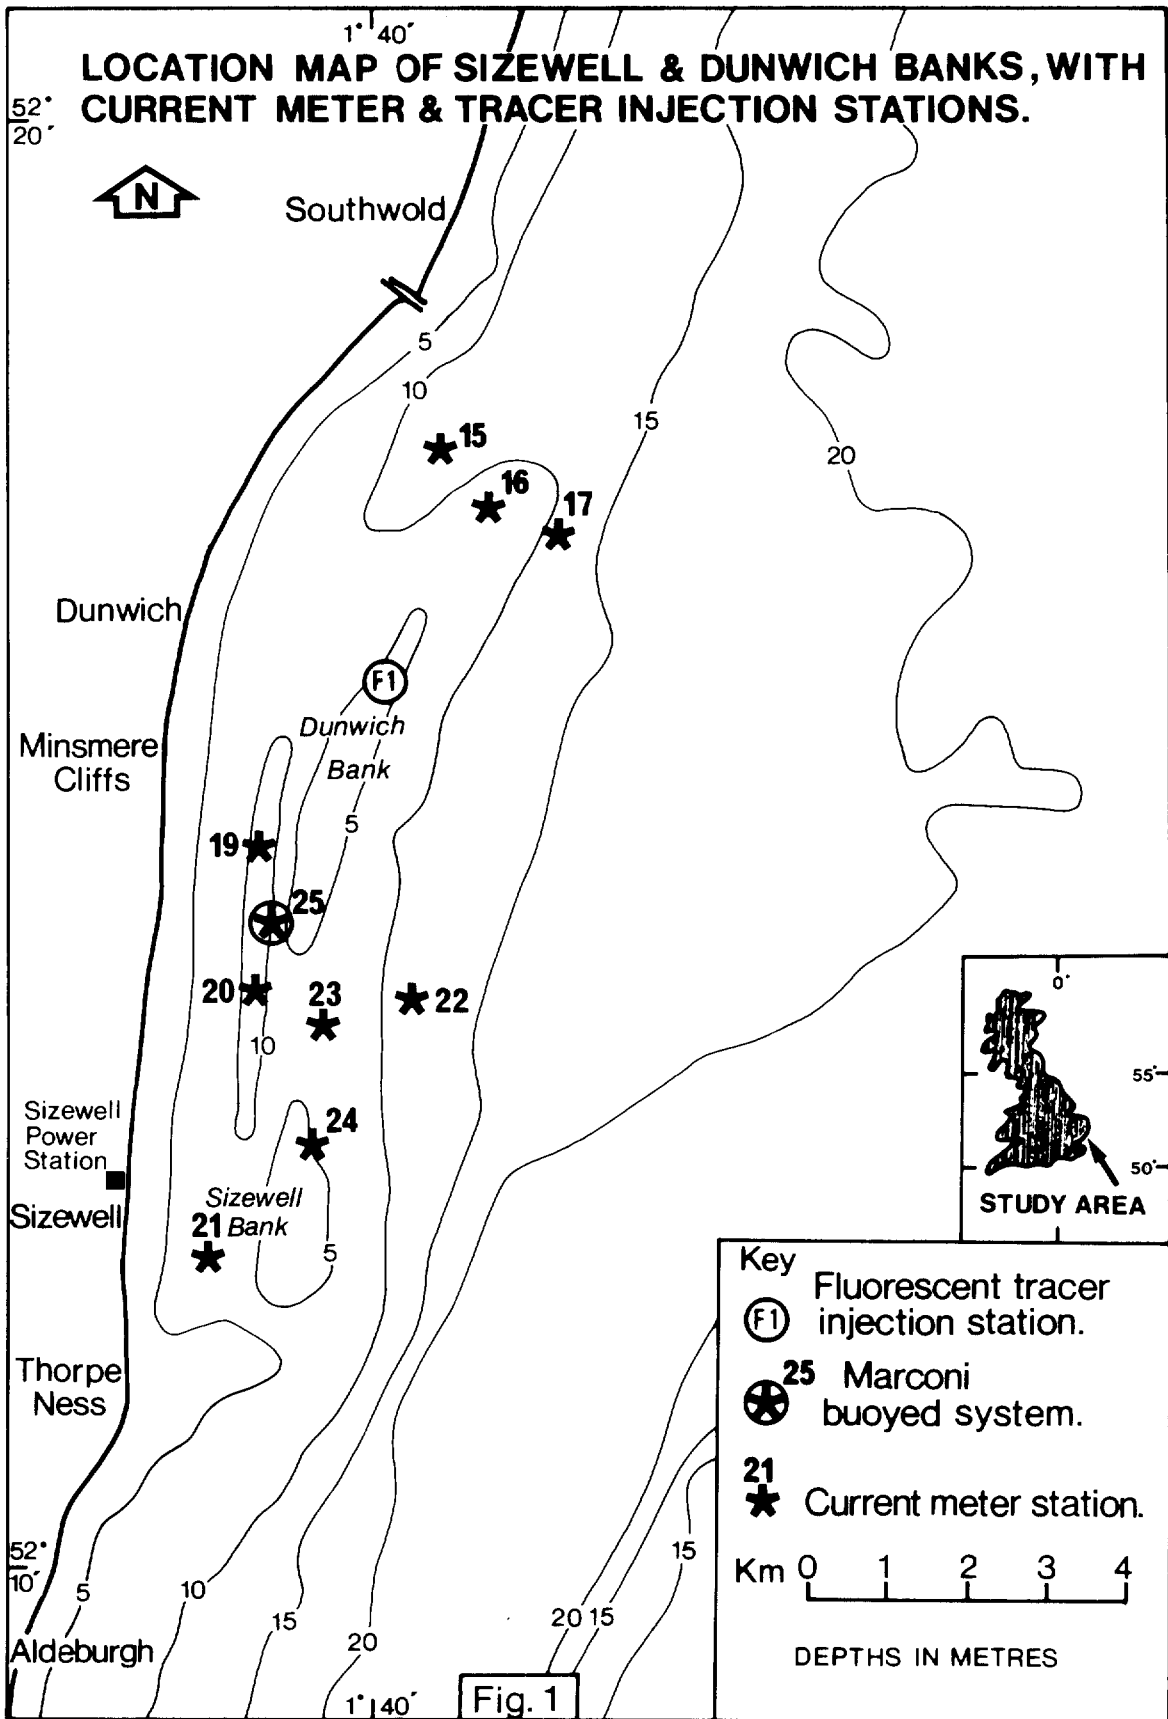 1° 40′
LOCATION MAP OF SIZEWELL & DUNWICH BANKS, WITH
CURRENT METER & TRACER INJECTION STATIONS.
52°
20′
N
Southwold
5
10
15
20
15
16
17
Dunwich
F1
Dunwich
Bank
Minsmere
Cliffs
5
19
25
20
23
22
10
0°
55°
50°
STUDY AREA
Sizewell
Power
Station
24
Sizewell
Sizewell
Bank
21
5
Thorpe
Ness
Key
Fluorescent tracer
F1 injection station.
25 Marconi
buoyed system.
21
Current meter station.
Km 0 1 2 3 4
DEPTHS IN METRES
52°
10′
5
10
15
20
20 15
15
Aldeburgh
1° 40′
Fig. 1